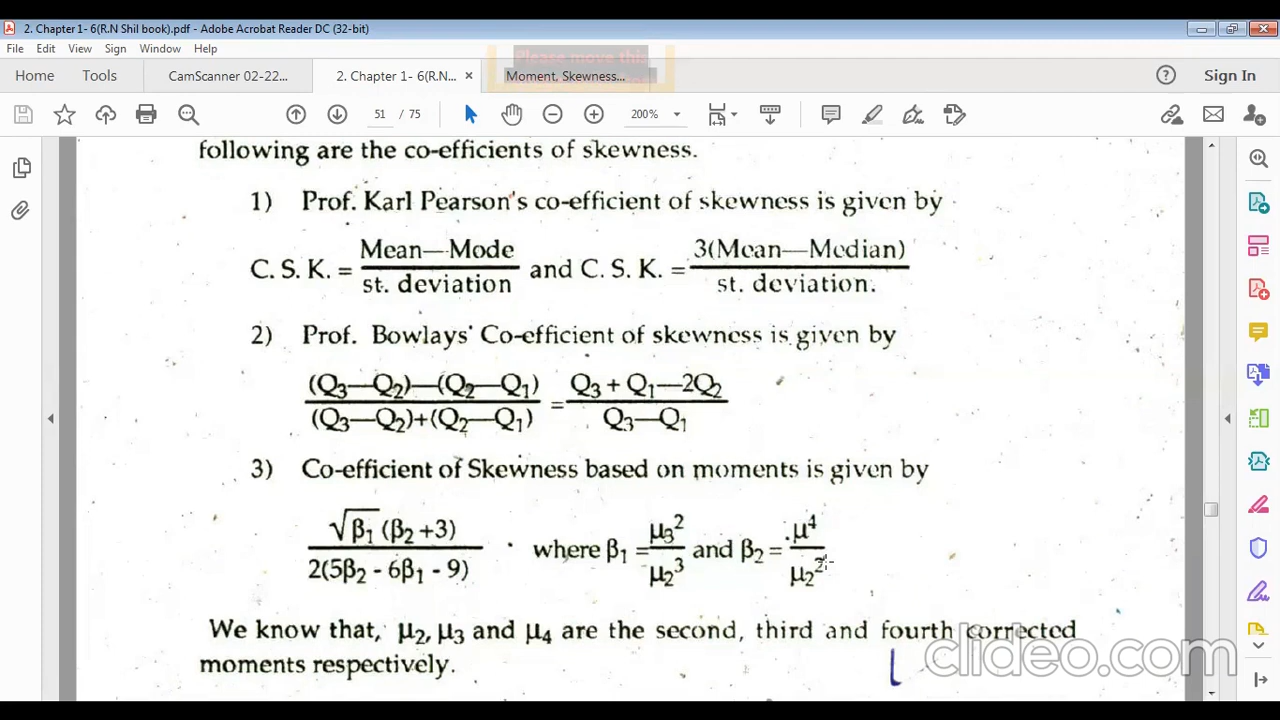 2. Chapter 1- 6(R.N Shil book).pdf - Adobe Acrobat Reader DC (32-bit)
File Edit View Sign Window Help
Please move this
Home Tools CamScanner 02-22... 2. Chapter 1- 6(R.N... × Moment, Skewness... Sign In
51 / 75 200%
following are the co-efficients of skewness.
1) Prof. Karl Pearson's co-efficient of skewness is given by
C. S. K. = Mean—Mode / st. deviation and C. S. K. = 3(Mean—Median) / st. deviation.
2) Prof. Bowlays' Co-efficient of skewness is given by
(Q₃—Q₂)—(Q₂—Q₁) / (Q₃—Q₂)+(Q₂—Q₁) = Q₃ + Q₁—2Q₂ / Q₃—Q₁
3) Co-efficient of Skewness based on moments is given by
√β₁ (β₂ +3) / 2(5β₂ - 6β₁ - 9) where β₁ = μ₃² / μ₂³ and β₂ = μ⁴ / μ₂²
We know that, μ₂, μ₃ and μ₄ are the second, third and fourth corrected
moments respectively.
clideo.com